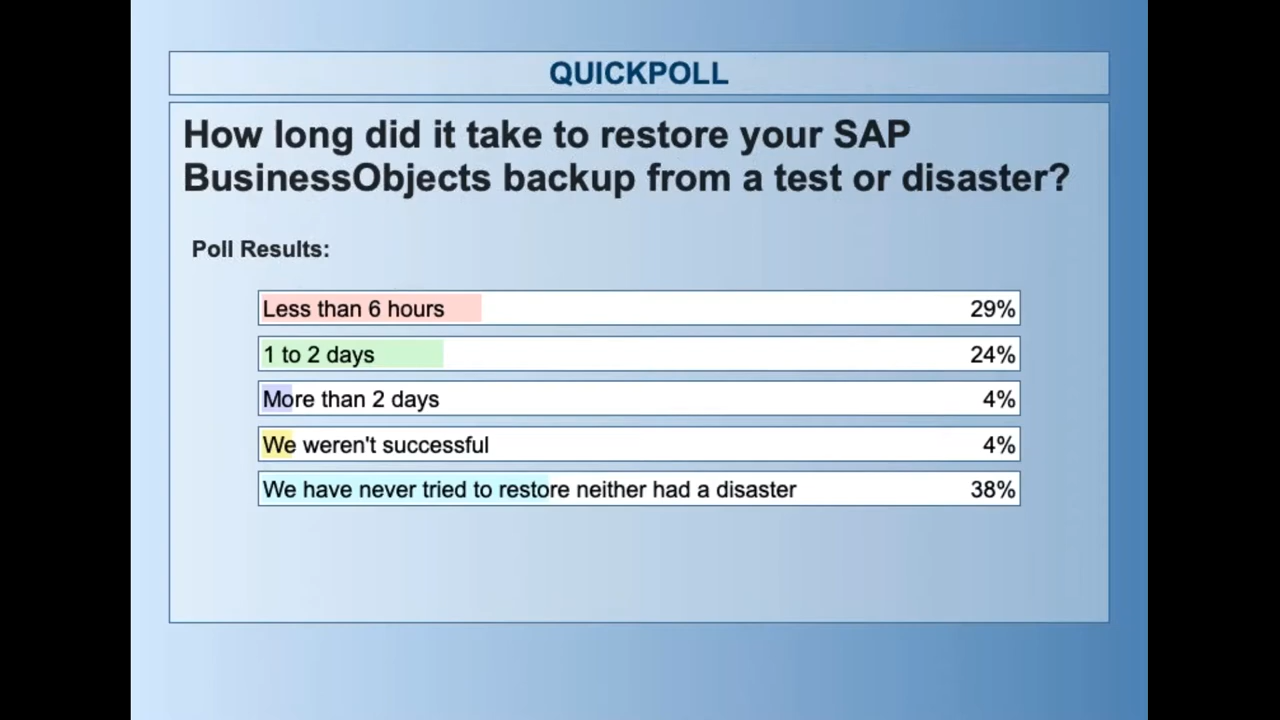 QUICKPOLL
How long did it take to restore your SAP
BusinessObjects backup from a test or disaster?
Poll Results:
Less than 6 hours 29%
1 to 2 days 24%
More than 2 days 4%
We weren't successful 4%
We have never tried to restore neither had a disaster 38%